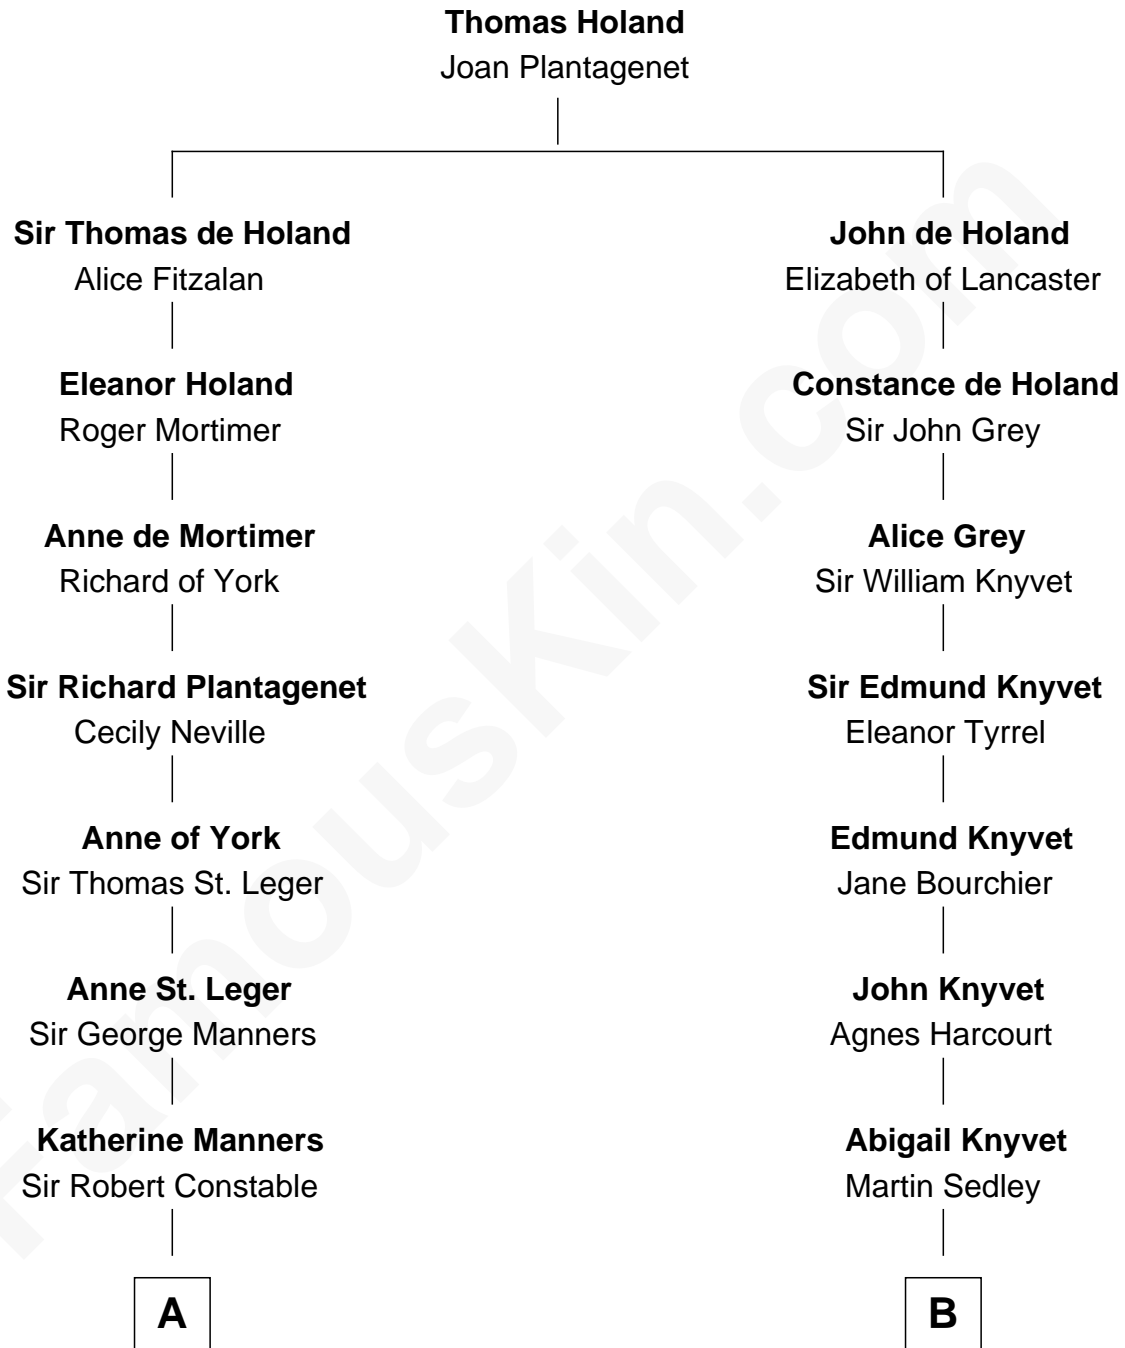 Thomas Holand
Joan Plantagenet
Sir Thomas de Holand
Alice Fitzalan
John de Holand
Elizabeth of Lancaster
Eleanor Holand
Roger Mortimer
Constance de Holand
Sir John Grey
Anne de Mortimer
Richard of York
Alice Grey
Sir William Knyvet
Sir Richard Plantagenet
Cecily Neville
Sir Edmund Knyvet
Eleanor Tyrrel
Anne of York
Sir Thomas St. Leger
Edmund Knyvet
Jane Bourchier
Anne St. Leger
Sir George Manners
John Knyvet
Agnes Harcourt
Katherine Manners
Sir Robert Constable
Abigail Knyvet
Martin Sedley
A
B
FamousKin.com